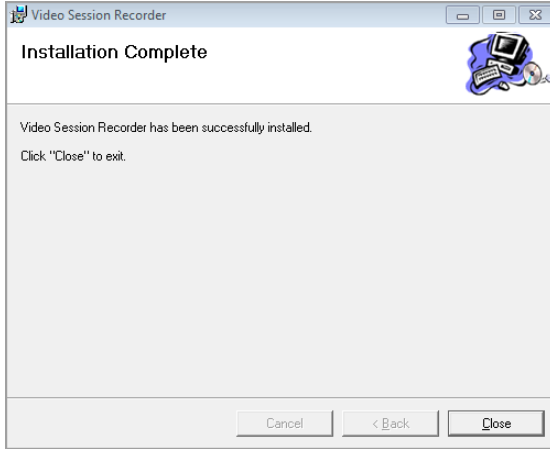 Video Session Recorder
Installation Complete
Video Session Recorder has been successfully installed.
Click "Close" to exit.
Cancel
< Back
Close